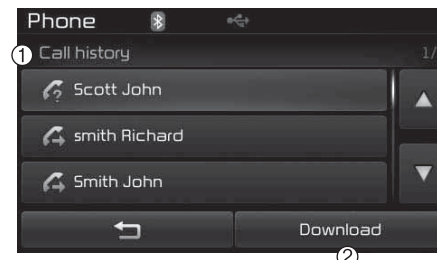 Phone
① Call history 1/
Scott John
smith Richard
Smith John
Download
②